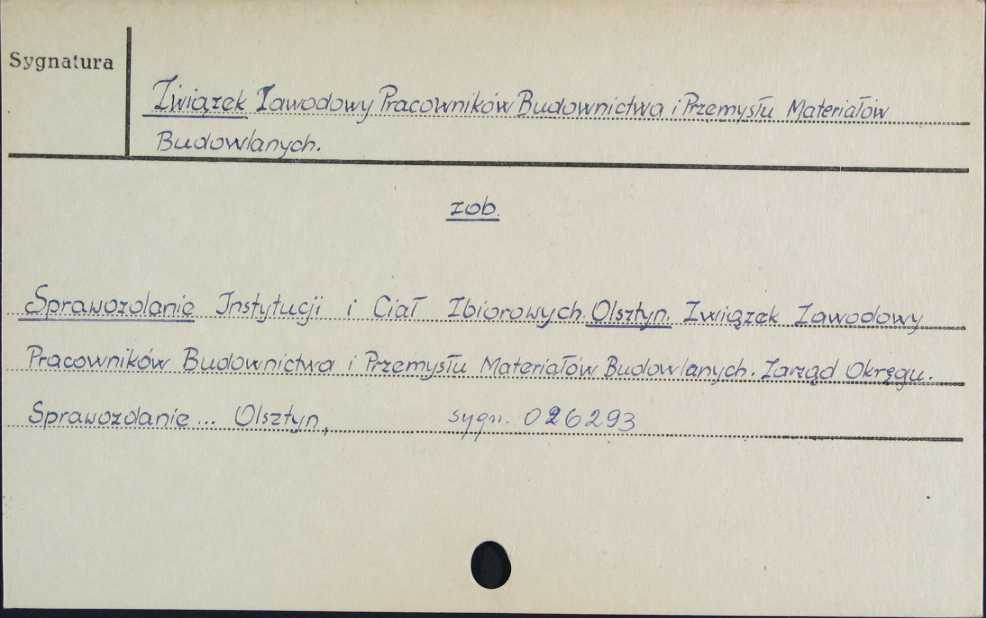 Sygnatura
Związek Zawodowy Pracowników Budownictwa i Przemysłu Materiałów
Budowlanych.
zob.
Sprawozdanie Instytucji i Ciał Zbiorowych. Olsztyn. Związek Zawodowy
Pracowników Budownictwa i Przemysłu Materiałów Budowlanych. Zarząd Okręgu.
Sprawozdanie... Olsztyn, sygn. 026293